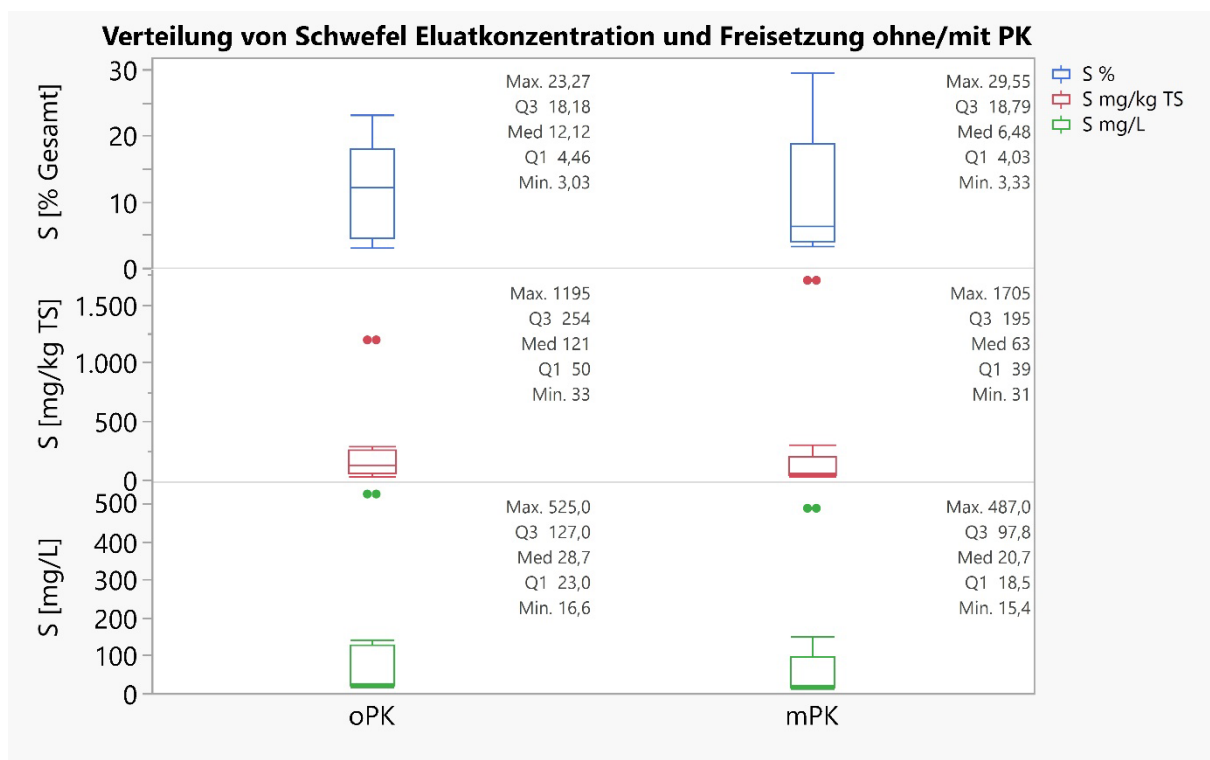 Verteilung von Schwefel Eluatkonzentration und Freisetzung ohne/mit PK
S %
S mg/kg TS
S mg/L
S [% Gesamt]
30
20
10
0
Max. 23,27
Q3 18,18
Med 12,12
Q1 4,46
Min. 3,03
Max. 29,55
Q3 18,79
Med 6,48
Q1 4,03
Min. 3,33
S [mg/kg TS]
1.500
1.000
500
0
Max. 1195
Q3 254
Med 121
Q1 50
Min. 33
Max. 1705
Q3 195
Med 63
Q1 39
Min. 31
S [mg/L]
500
400
300
200
100
0
Max. 525,0
Q3 127,0
Med 28,7
Q1 23,0
Min. 16,6
Max. 487,0
Q3 97,8
Med 20,7
Q1 18,5
Min. 15,4
oPK
mPK